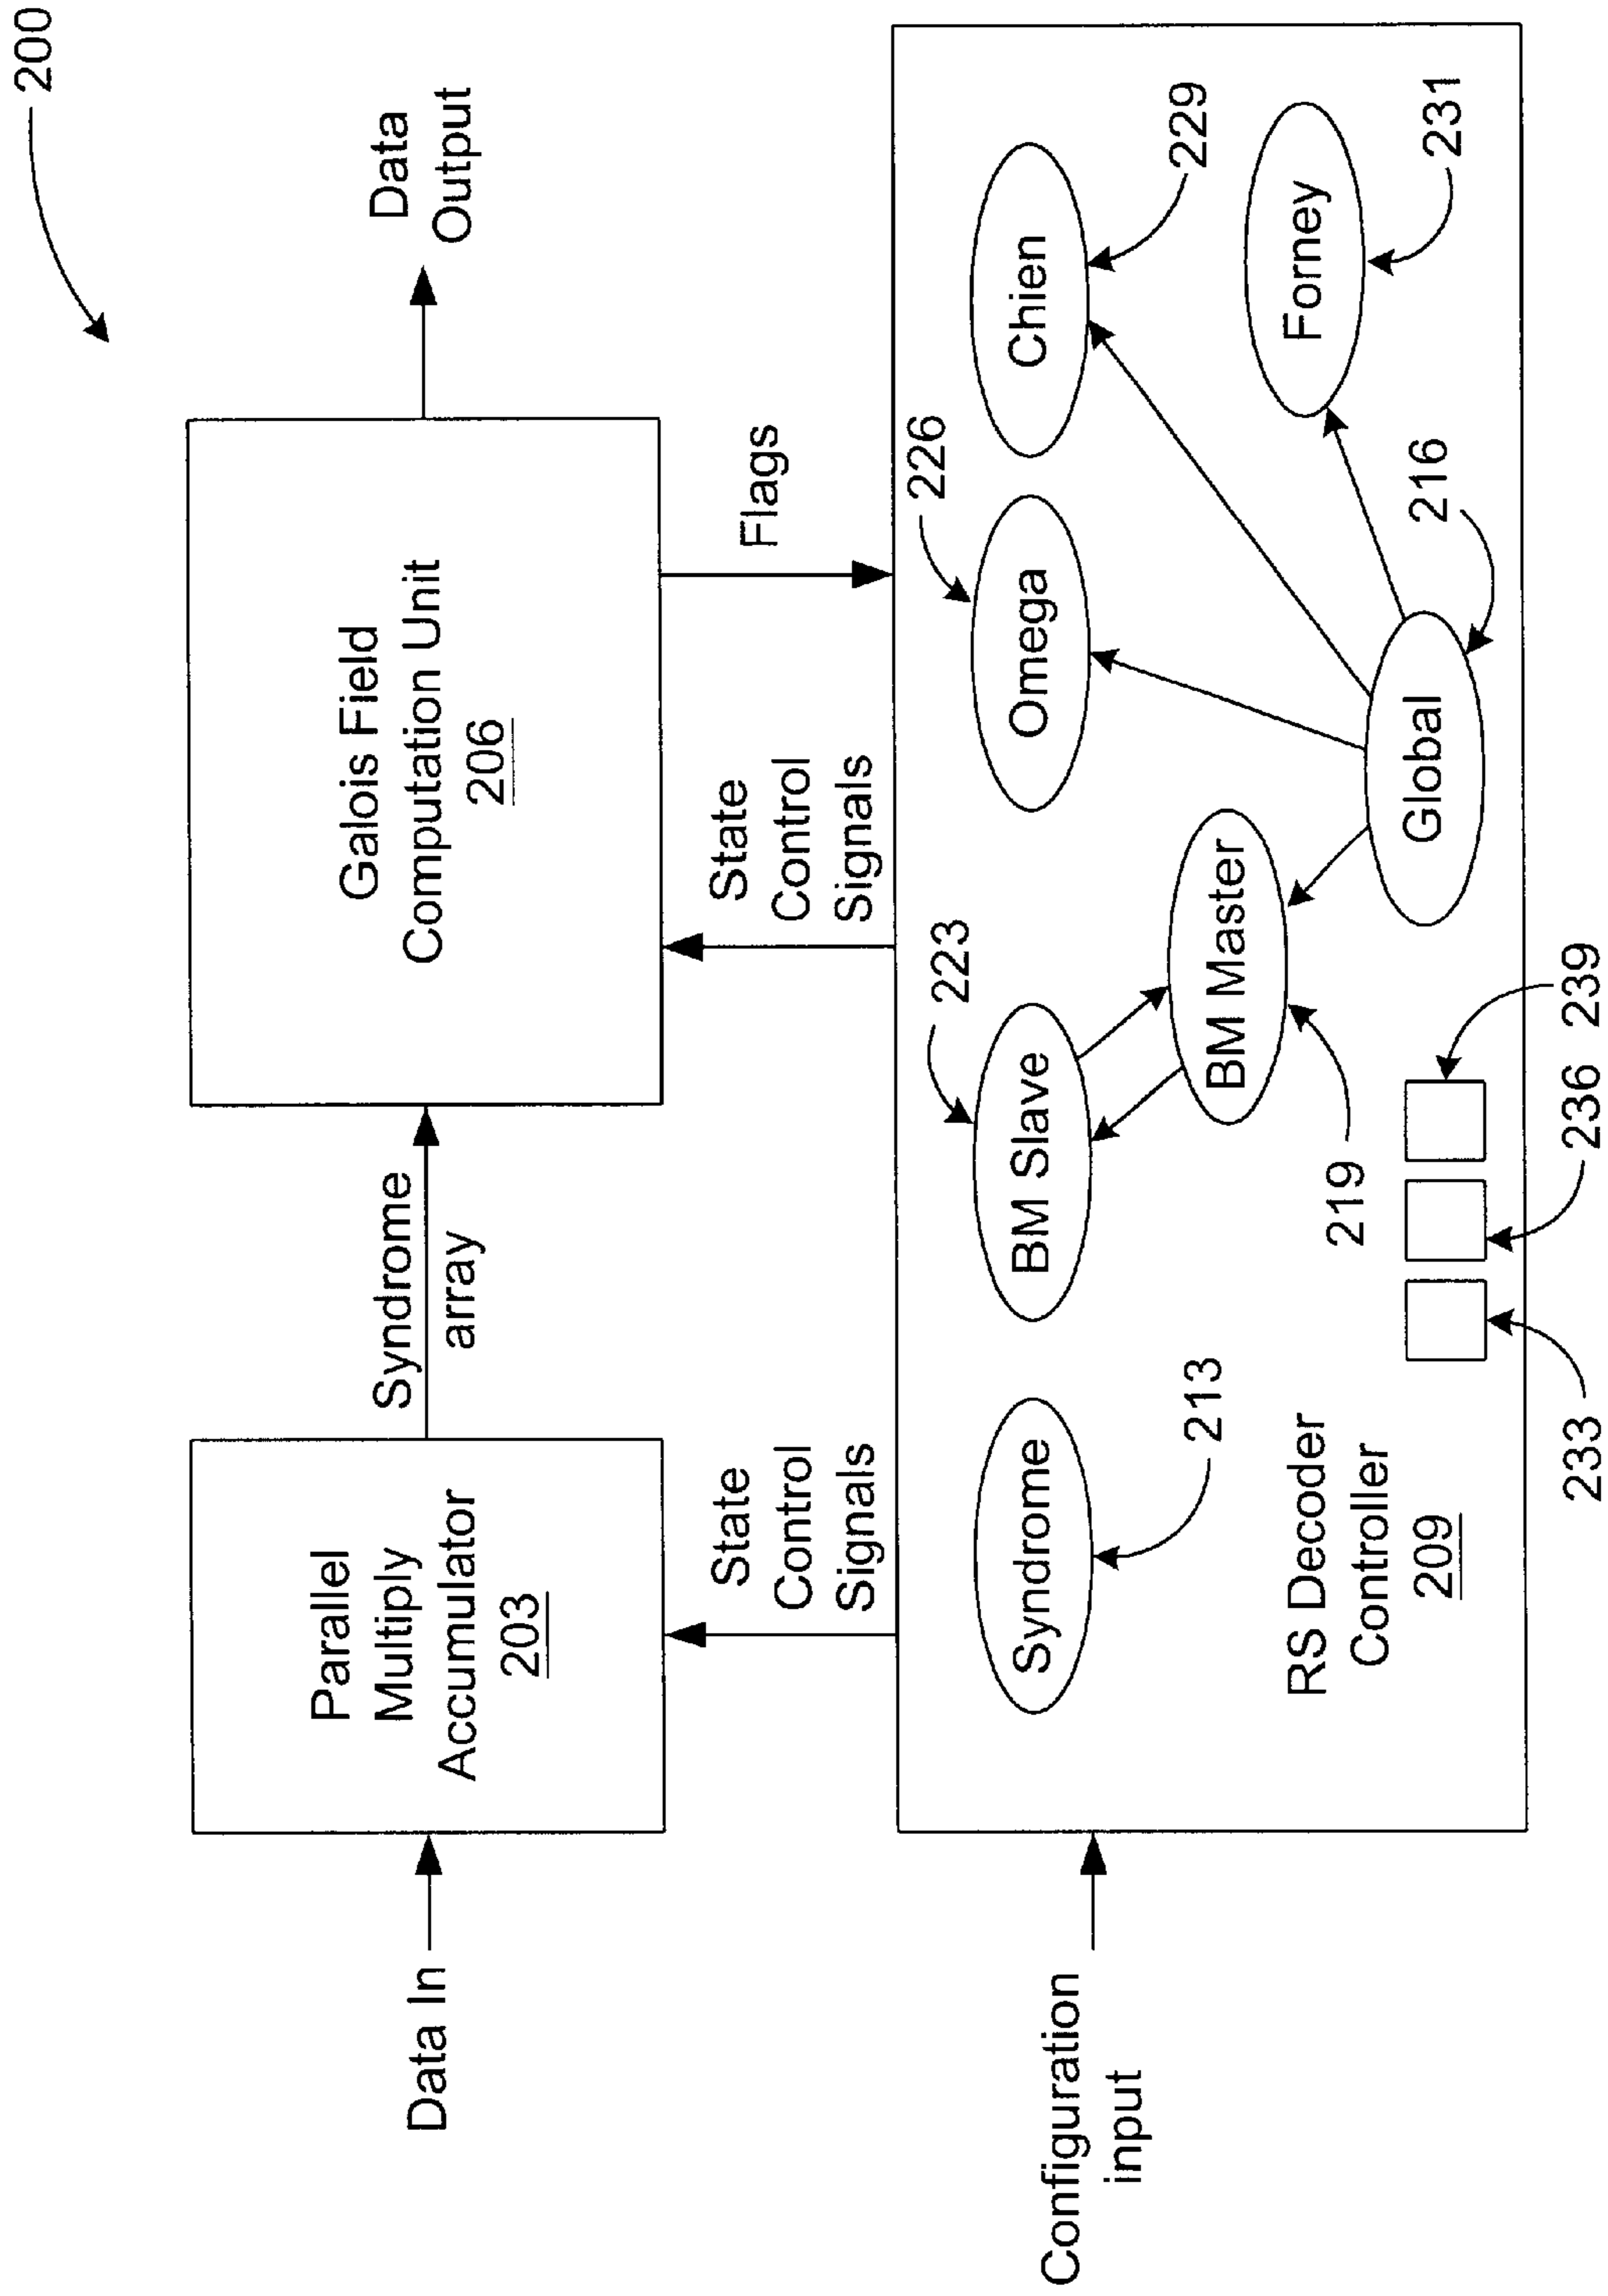 200
Data In
Parallel
Multiply
Accumulator
203
Syndrome
array
Galois Field
Computation Unit
206
Data
Output
State
Control
Signals
State
Control
Signals
Flags
Configuration
input
Syndrome
213
BM Slave
223
BM Master
219
Omega
226
Chien
229
Forney
231
Global
216
RS Decoder
Controller
209
233
236
239